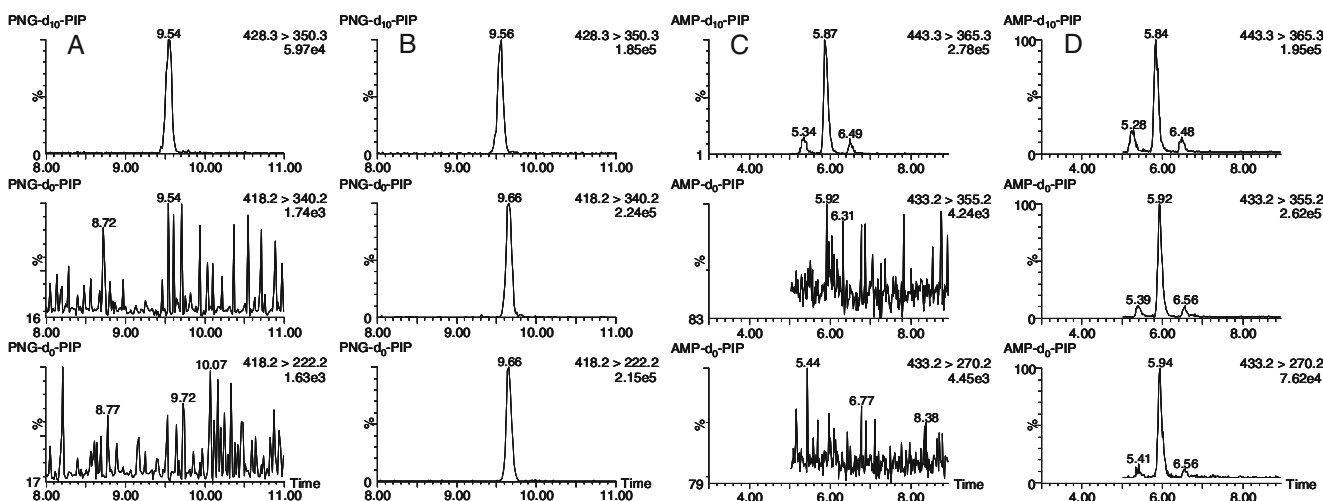 PNG-d10-PIP
A
9.54
428.3 > 350.3
5.97e4
%
0
8.00 9.00 10.00 11.00
PNG-d0-PIP
9.54
418.2 > 340.2
1.74e3
8.72
%
16
8.00 9.00 10.00 11.00
PNG-d0-PIP
10.07
418.2 > 222.2
1.63e3
8.77
9.72
%
17
Time
8.00 9.00 10.00 11.00
PNG-d10-PIP
B
9.56
428.3 > 350.3
1.85e5
%
0
8.00 9.00 10.00 11.00
PNG-d0-PIP
9.66
418.2 > 340.2
2.24e5
%
0
8.00 9.00 10.00 11.00
PNG-d0-PIP
9.66
418.2 > 222.2
2.15e5
%
0
Time
8.00 9.00 10.00 11.00
AMP-d10-PIP
C
5.87
443.3 > 365.3
2.78e5
5.34
6.49
%
1
4.00 6.00 8.00
AMP-d0-PIP
5.92
433.2 > 355.2
4.24e3
6.31
%
83
4.00 6.00 8.00
AMP-d0-PIP
5.44
433.2 > 270.2
4.45e3
6.77
8.38
%
79
Time
4.00 6.00 8.00
AMP-d10-PIP
D
100
5.84
443.3 > 365.3
1.95e5
5.28
6.48
%
0
4.00 6.00 8.00
AMP-d0-PIP
100
5.92
433.2 > 355.2
2.62e5
5.39
6.56
%
0
4.00 6.00 8.00
AMP-d0-PIP
100
5.94
433.2 > 270.2
7.62e4
5.41
6.56
%
0
Time
4.00 6.00 8.00